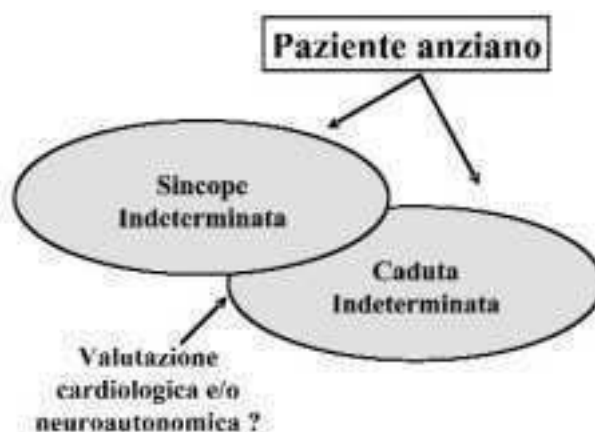 Paziente anziano
Sincope
Indeterminata
Caduta
Indeterminata
Valutazione
cardiologica e/o
neuroautonomica ?